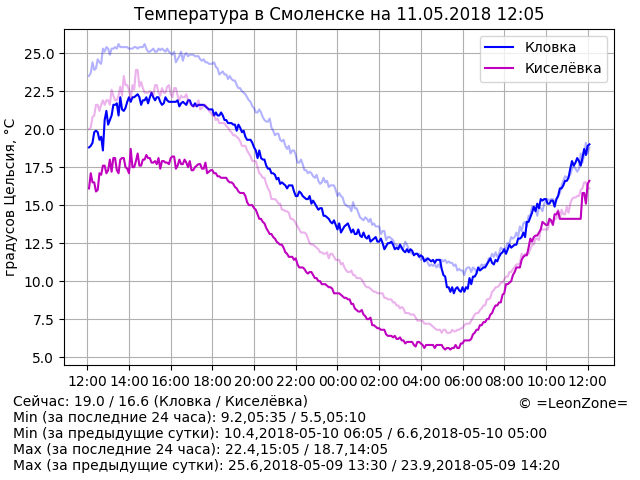 Температура в Смоленске на 11.05.2018 12:05
градусов Цельсия, °C
25.0
22.5
20.0
17.5
15.0
12.5
10.0
7.5
5.0
Кловка
Киселёвка
12:00 14:00 16:00 18:00 20:00 22:00 00:00 02:00 04:00 06:00 08:00 10:00 12:00
© =LeonZone=
Сейчас: 19.0 / 16.6 (Кловка / Киселёвка)
Min (за последние 24 часа): 9.2,05:35 / 5.5,05:10
Min (за предыдущие сутки): 10.4,2018-05-10 06:05 / 6.6,2018-05-10 05:00
Max (за последние 24 часа): 22.4,15:05 / 18.7,14:05
Max (за предыдущие сутки): 25.6,2018-05-09 13:30 / 23.9,2018-05-09 14:20